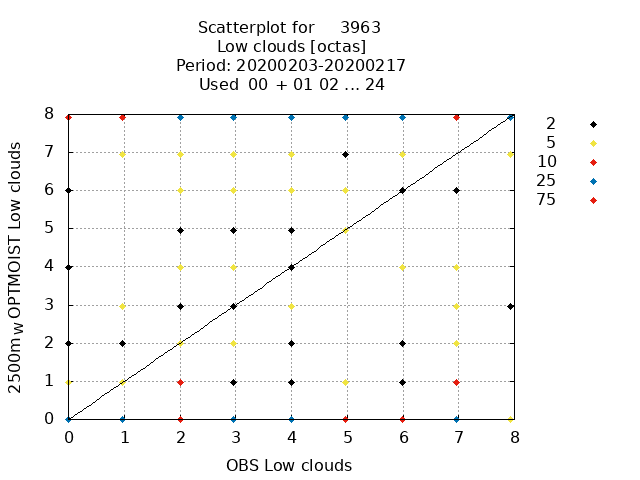 Scatterplot for 3963
Low clouds [octas]
Period: 20200203-20200217
Used 00 + 01 02 ... 24
8
7
6
5
4
3
2
1
0
2500m_W OPTMOIST Low clouds
0 1 2 3 4 5 6 7 8
OBS Low clouds
2
5
10
25
75